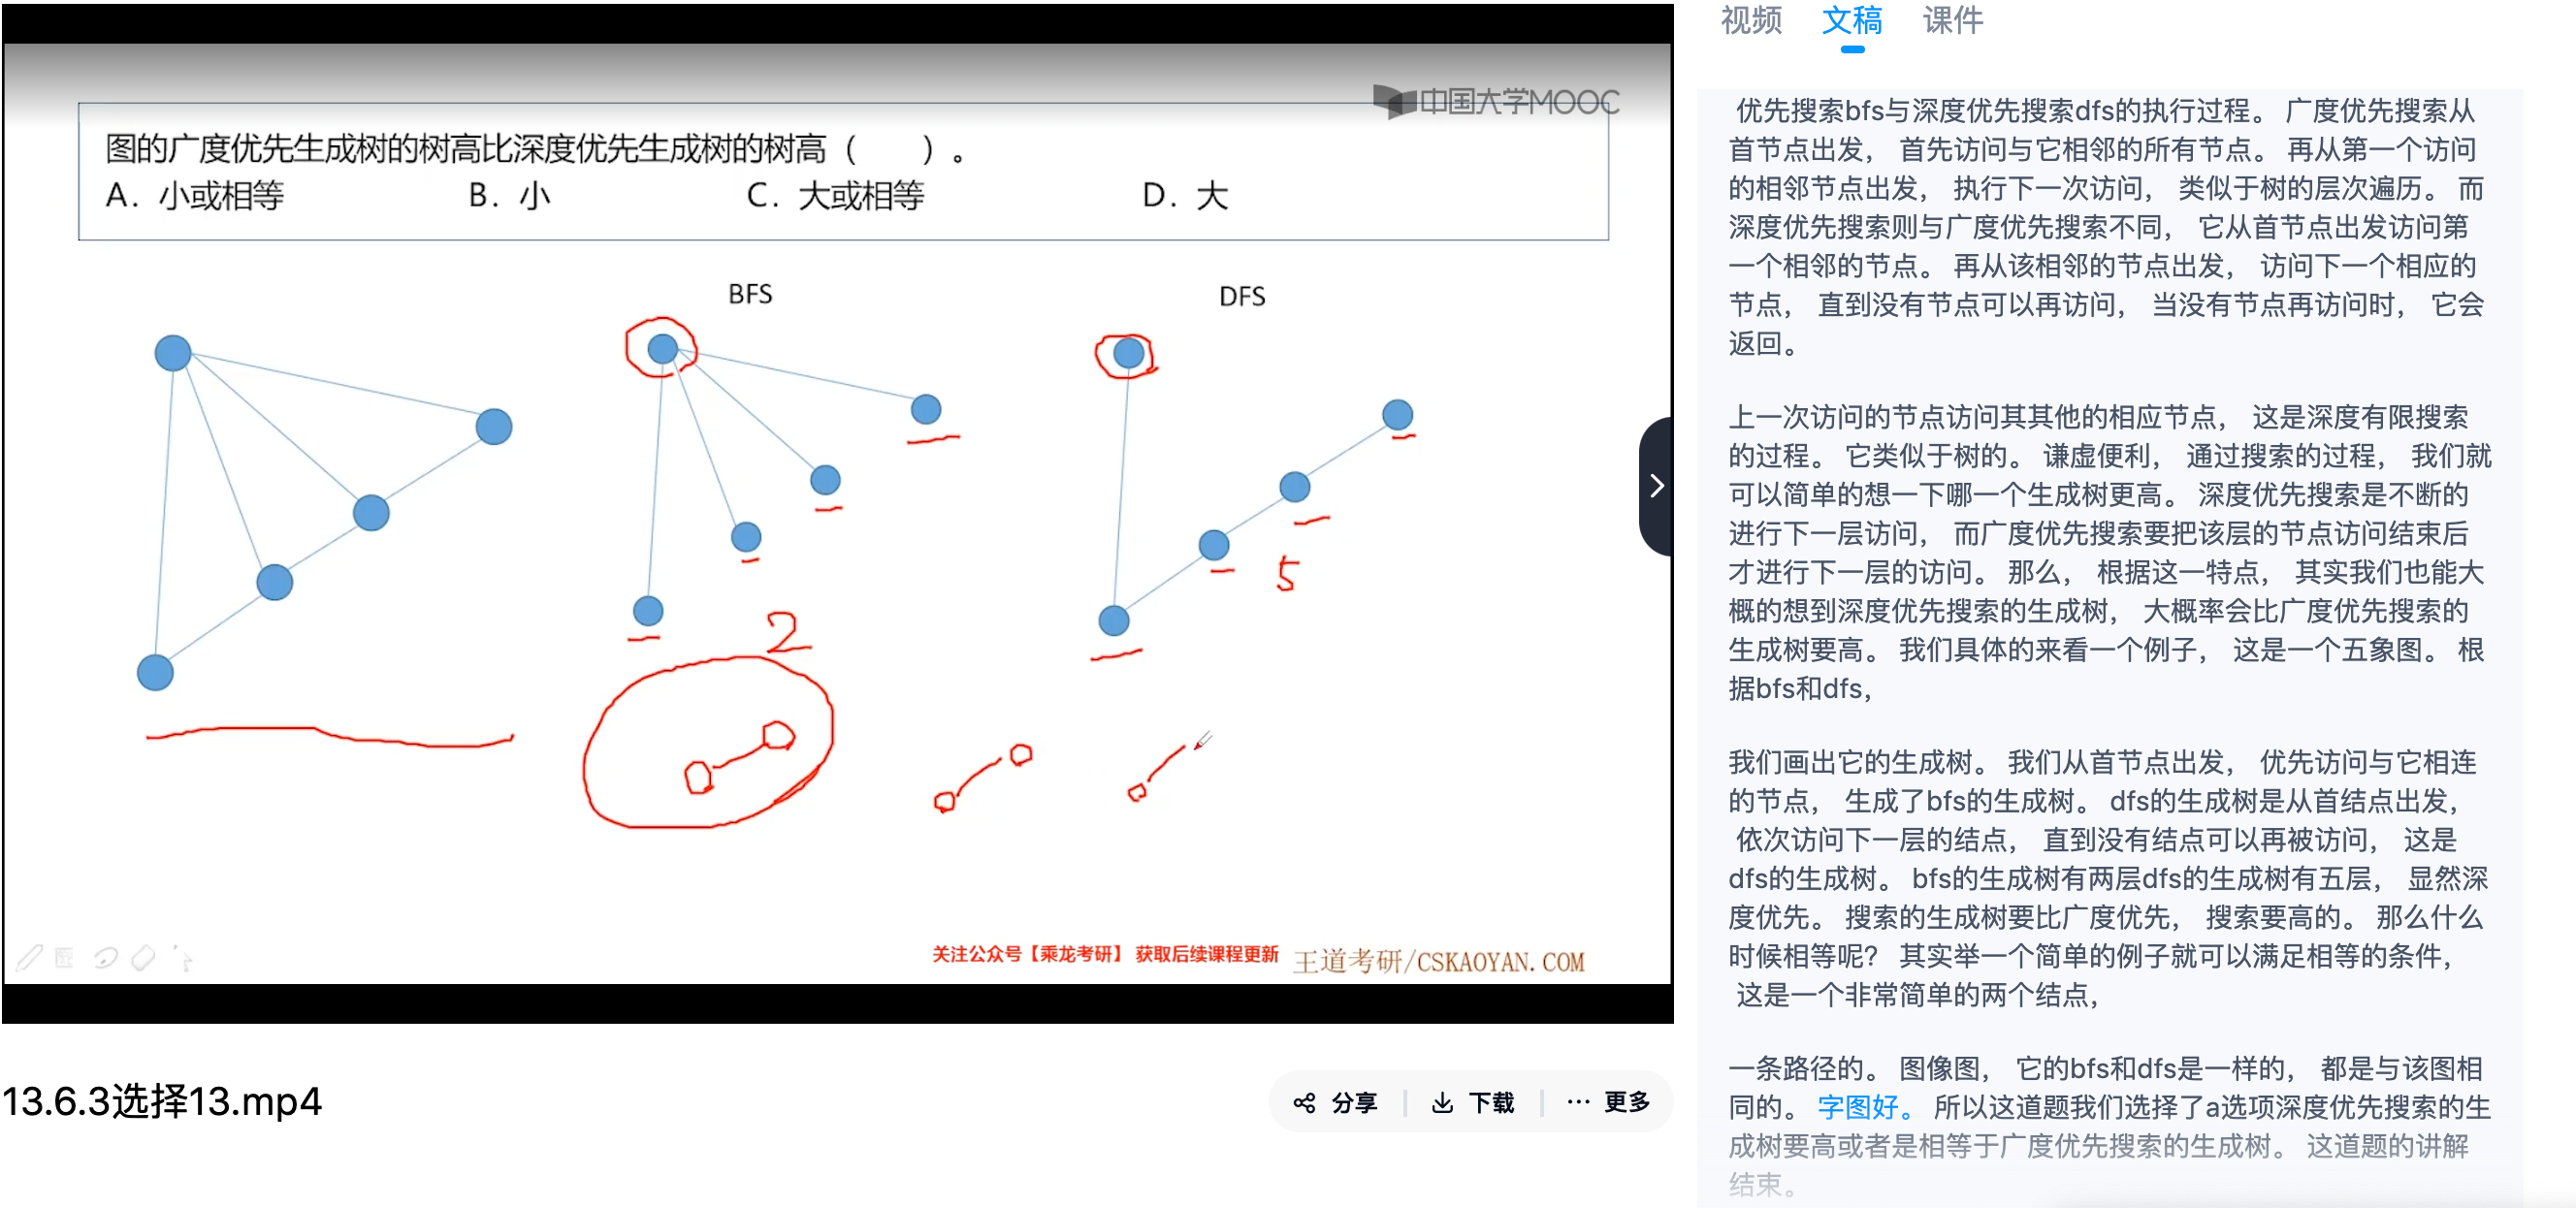 中国大学MOOC
图的广度优先生成树的树高比深度优先生成树的树高（　　）。
A. 小或相等　B. 小　C. 大或相等　D. 大
BFS
DFS
5
2
关注公众号【乘龙考研】 获取后续课程更新
王道考研/CSKAOYAN.COM
13.6.3选择13.mp4
分享
下载
··· 更多
视频 文稿 课件
优先搜索bfs与深度优先搜索dfs的执行过程。 广度优先搜索从
首节点出发， 首先访问与它相邻的所有节点。 再从第一个访问
的相邻节点出发， 执行下一次访问， 类似于树的层次遍历。 而
深度优先搜索则与广度优先搜索不同， 它从首节点出发访问第
一个相邻的节点。 再从该相邻的节点出发， 访问下一个相应的
节点， 直到没有节点可以再访问， 当没有节点再访问时， 它会
返回。
上一次访问的节点访问其其他的相应节点， 这是深度有限搜索
的过程。 它类似于树的。 谦虚便利， 通过搜索的过程， 我们就
可以简单的想一下哪一个生成树更高。 深度优先搜索是不断的
进行下一层访问， 而广度优先搜索要把该层的节点访问结束后
才进行下一层的访问。 那么， 根据这一特点， 其实我们也能大
概的想到深度优先搜索的生成树， 大概率会比广度优先搜索的
生成树要高。 我们具体的来看一个例子， 这是一个五象图。 根
据bfs和dfs，
我们画出它的生成树。 我们从首节点出发， 优先访问与它相连
的节点， 生成了bfs的生成树。 dfs的生成树是从首结点出发，
依次访问下一层的结点， 直到没有结点可以再被访问， 这是
dfs的生成树。 bfs的生成树有两层dfs的生成树有五层， 显然深
度优先。 搜索的生成树要比广度优先， 搜索要高的。 那么什么
时候相等呢？ 其实举一个简单的例子就可以满足相等的条件，
这是一个非常简单的两个结点，
一条路径的。 图像图， 它的bfs和dfs是一样的， 都是与该图相
同的。 字图好。 所以这道题我们选择了a选项深度优先搜索的生
成树要高或者是相等于广度优先搜索的生成树。 这道题的讲解
结束。